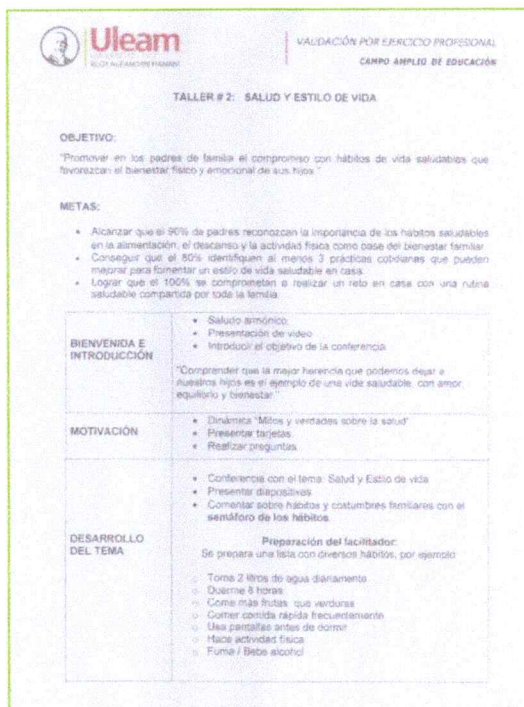 Uleam
VALIDACIÓN POR EJERCICIO PROFESIONAL
CAMPO AMPLIO DE EDUCACIÓN
TALLER # 2: SALUD Y ESTILO DE VIDA
OBJETIVO:
"Promover en los padres de familia el compromiso con hábitos de vida saludables que
favorezcan el bienestar físico y emocional de sus hijos."
METAS:
• Alcanzar que el 90% de padres reconozcan la importancia de los hábitos saludables
en la alimentación, el descanso y la actividad física como base del bienestar familiar
• Conseguir que el 80% identifiquen al menos 3 prácticas cotidianas que pueden
mejorar para fomentar un estilo de vida saludable en casa
• Lograr que el 100% se comprometan a realizar un reto en casa con una rutina
saludable compartida por toda la familia
BIENVENIDA E
INTRODUCCIÓN
• Saludo armónico
• Presentación de video
• Introducir el objetivo de la conferencia
"Comprender que la mejor herencia que podemos dejar a
nuestros hijos es el ejemplo de una vida saludable, con amor,
equilibrio y bienestar."
MOTIVACIÓN
• Dinámica "Mitos y verdades sobre la salud"
• Presentar tarjetas
• Realizar preguntas
DESARROLLO
DEL TEMA
• Conferencia con el tema: Salud y Estilo de vida
• Presentar diapositivas
• Comentar sobre hábitos y costumbres familiares con el
semáforo de los hábitos
Preparación del facilitador:
Se prepara una lista con diversos hábitos, por ejemplo
○ Toma 2 litros de agua diariamente
○ Duerme 8 horas
○ Come más frutas que verduras
○ Comer comida rápida frecuentemente
○ Usa pantallas antes de dormir
○ Hace actividad física
○ Fuma / Bebe alcohol